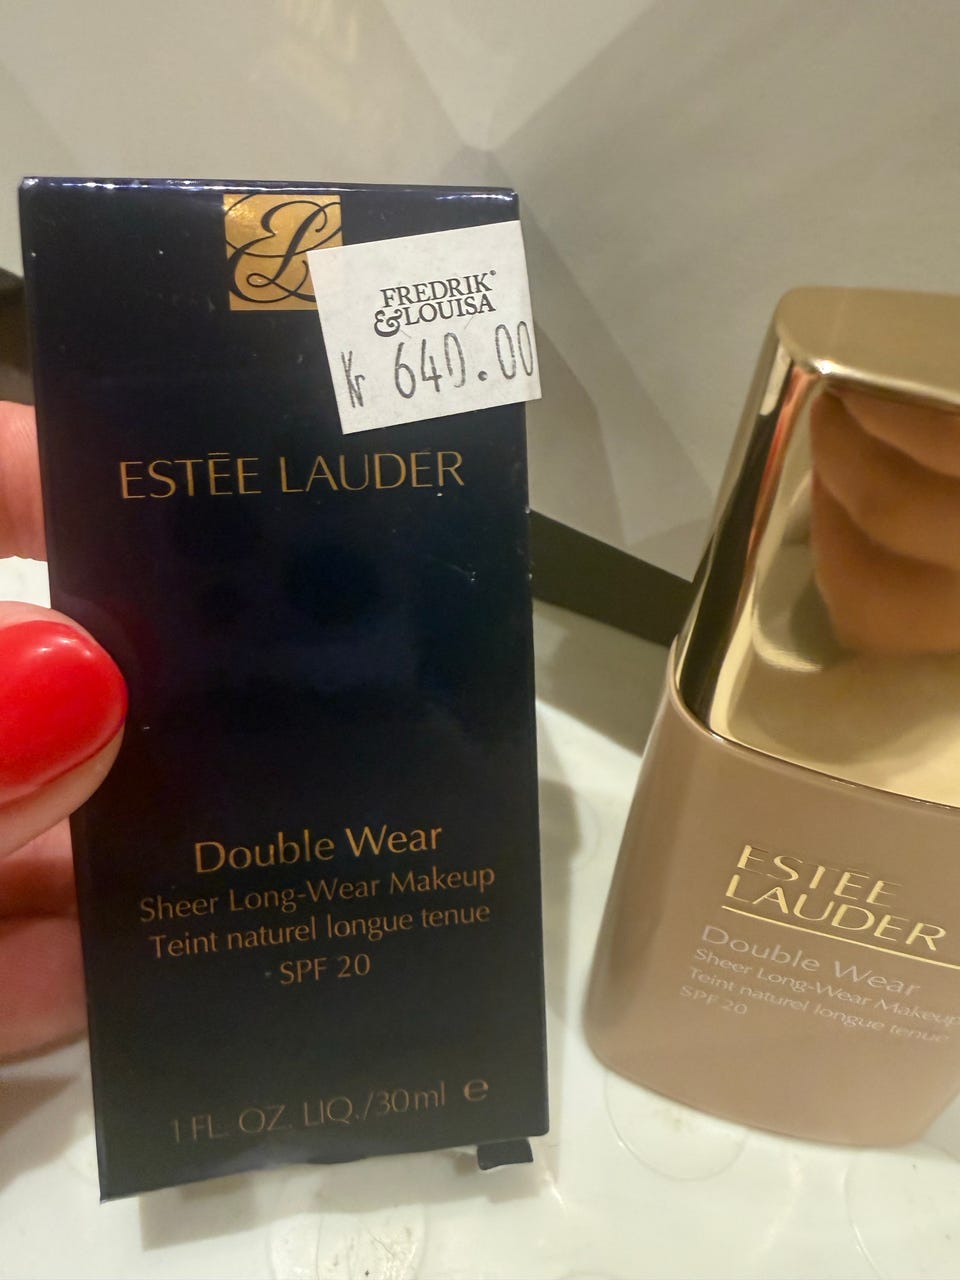 FREDRIK
&LOUISA
Kr 640.00
ESTĒE LAUDER
Double Wear
Sheer Long-Wear Makeup
Teint naturel longue tenue
SPF 20
1 FL. OZ. LIQ./30ml e
ESTĒE
LAUDER
Double Wear
Sheer Long-Wear Makeup
Teint naturel longue tenue
SPF 20